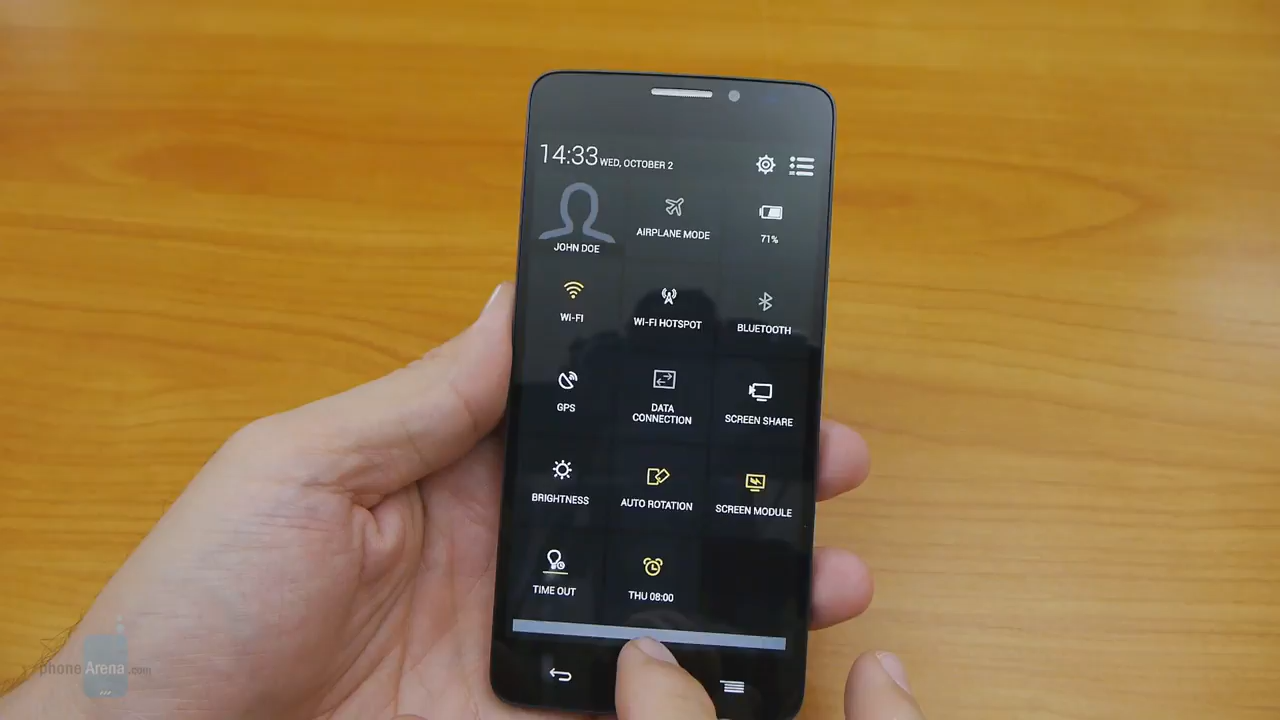 14:33 WED, OCTOBER 2
JOHN DOE
AIRPLANE MODE
71%
WI-FI
WI-FI HOTSPOT
BLUETOOTH
GPS
DATA
CONNECTION
SCREEN SHARE
BRIGHTNESS
AUTO ROTATION
SCREEN MODULE
TIME OUT
THU 08:00
phoneArena.com